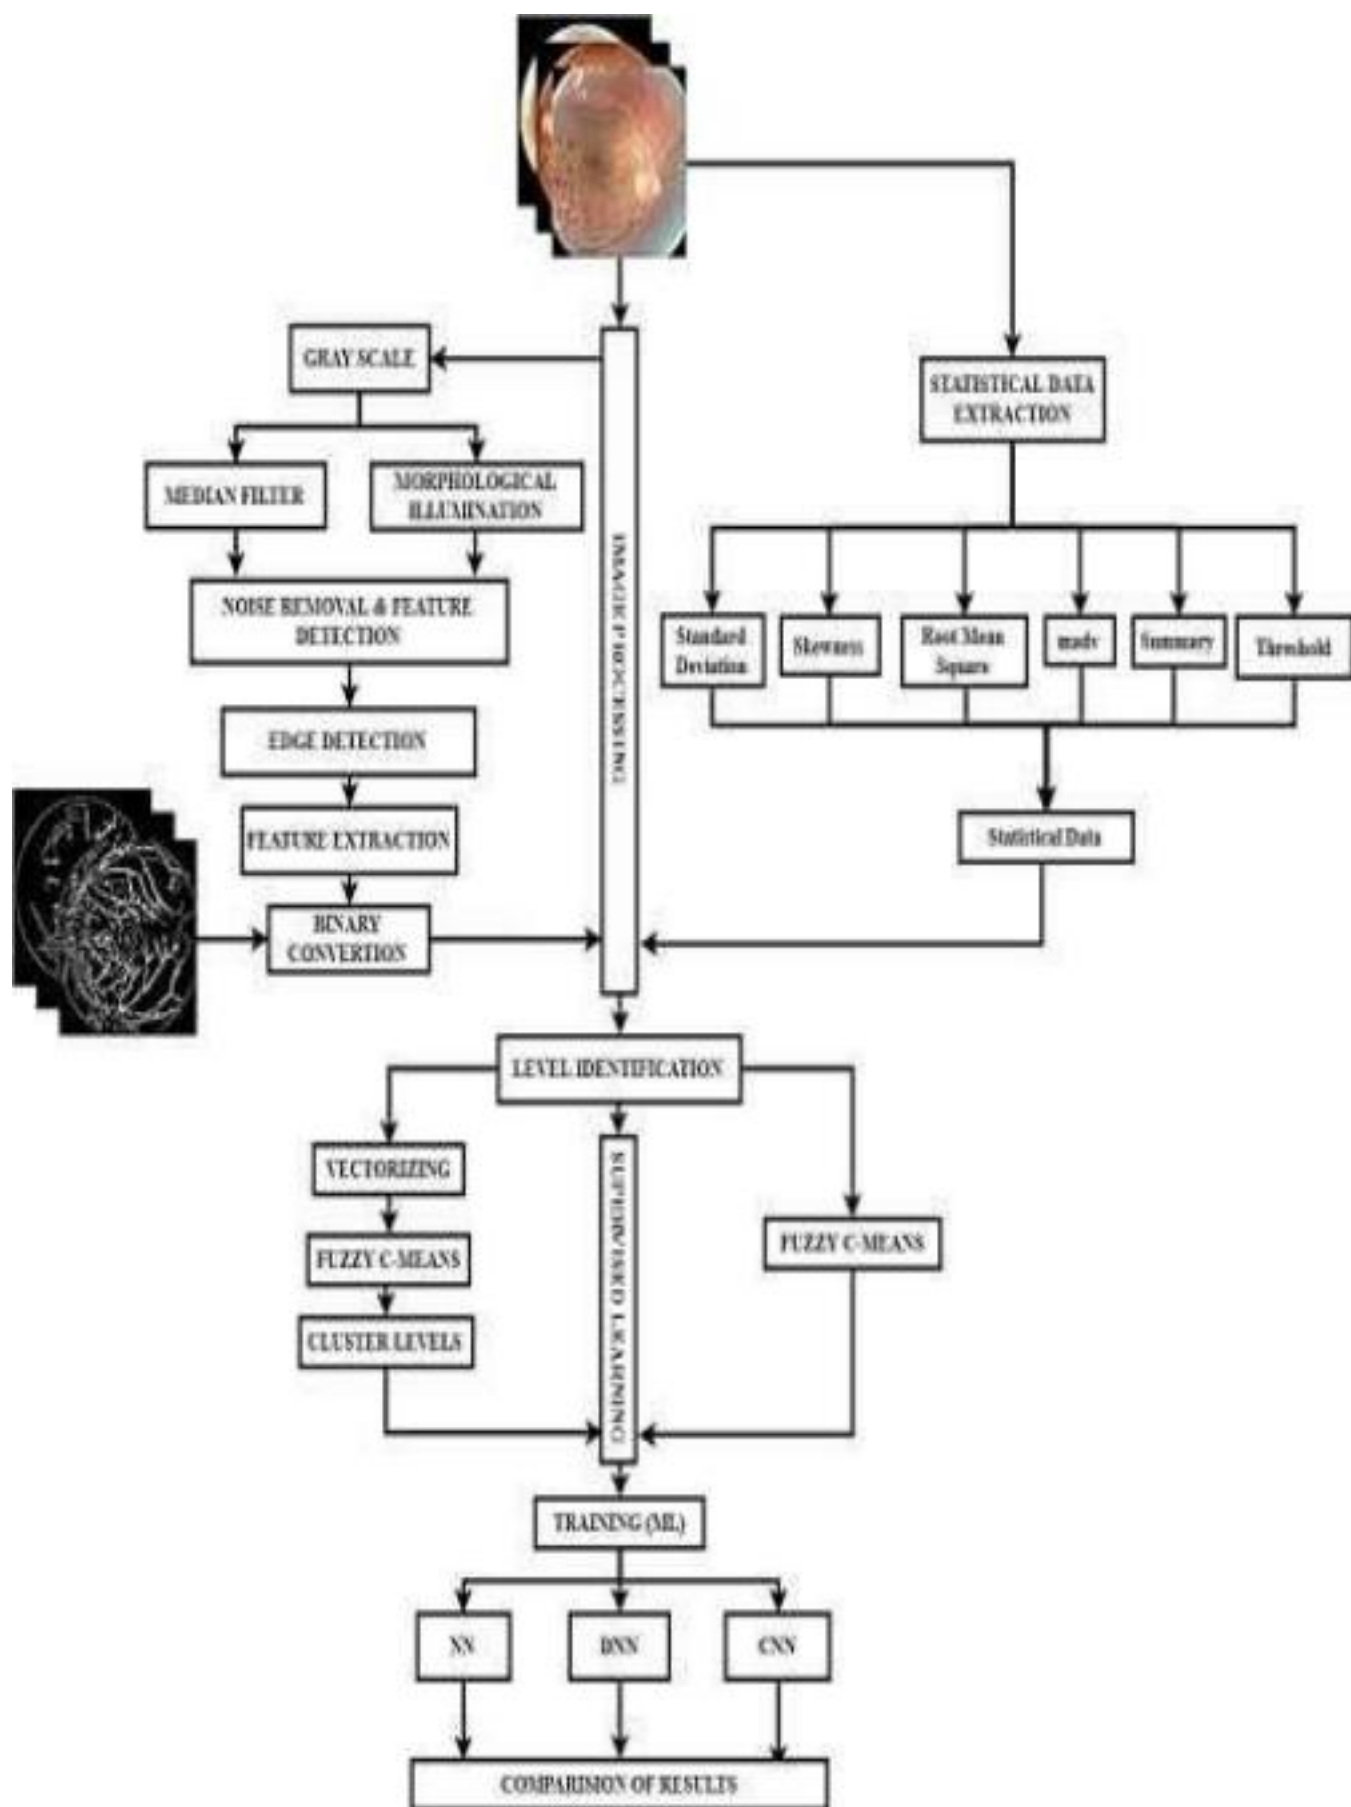 GRAY SCALE
STATISTICAL DATA
EXTRACTION
MEDIAN FILTER
MORPHOLOGICAL
ILLUMINATION
IMAGE PROCESSING
NOISE REMOVAL & FEATURE
DETECTION
Standard
Deviation
Skewness
Root Mean
Square
madv
Summary
Threshold
EDGE DETECTION
FEATURE EXTRACTION
Statistical Data
BINARY
CONVERTION
LEVEL IDENTIFICATION
VECTORIZING
FUZZY C-MEANS
CLUSTER LEVELS
SUPERVISED LEARNING
FUZZY C-MEANS
TRAINING (ML)
NN
DNN
CNN
COMPARISION OF RESULTS